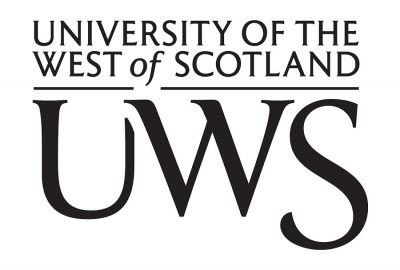 UNIVERSITY OF THE
WEST of SCOTLAND
UWS